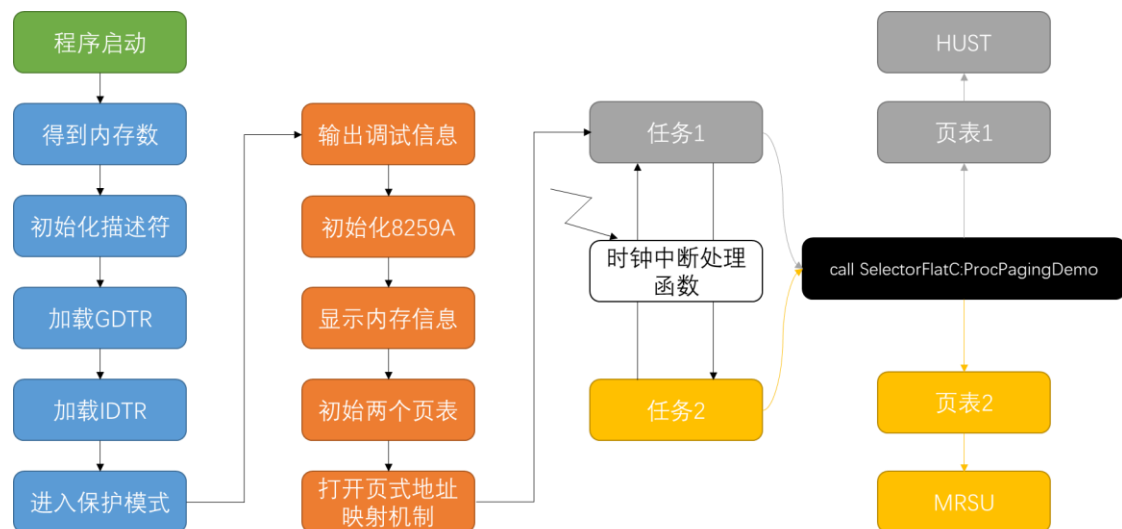 程序启动
得到内存数
初始化描述符
加载GDTR
加载IDTR
进入保护模式
输出调试信息
初始化8259A
显示内存信息
初始两个页表
打开页式地址
映射机制
任务1
时钟中断处理
函数
任务2
call SelectorFlatC:ProcPagingDemo
HUST
页表1
页表2
MRSU